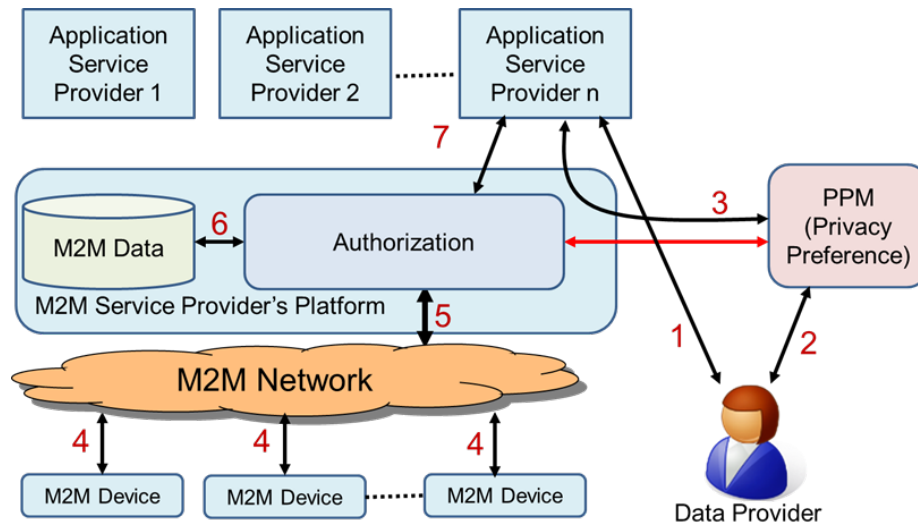 Application
Service
Provider 1
Application
Service
Provider 2
Application
Service
Provider n
7
3
PPM
(Privacy
Preference)
6
M2M Data
Authorization
M2M Service Provider's Platform
5
1
2
M2M Network
4
4
4
M2M Device
M2M Device
M2M Device
Data Provider